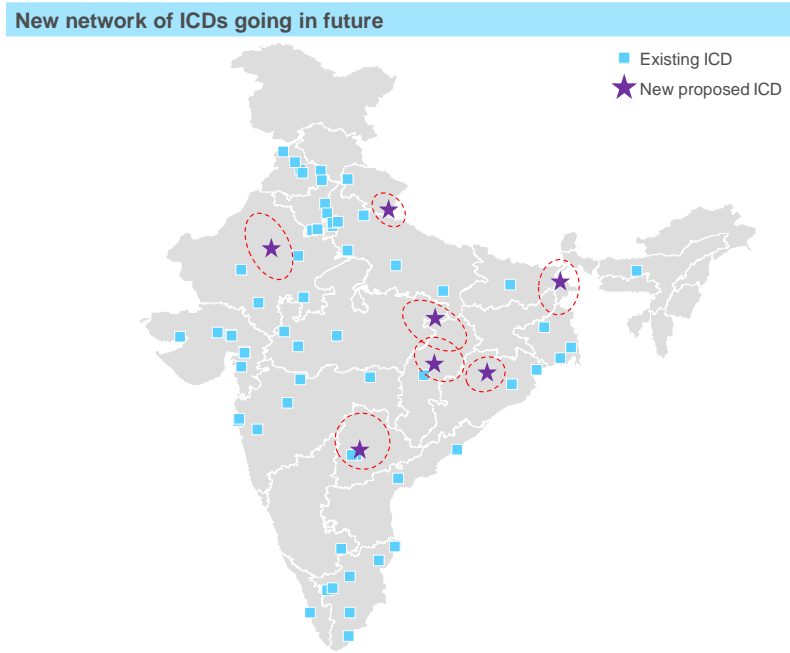 New network of ICDs going in future
Existing ICD
New proposed ICD